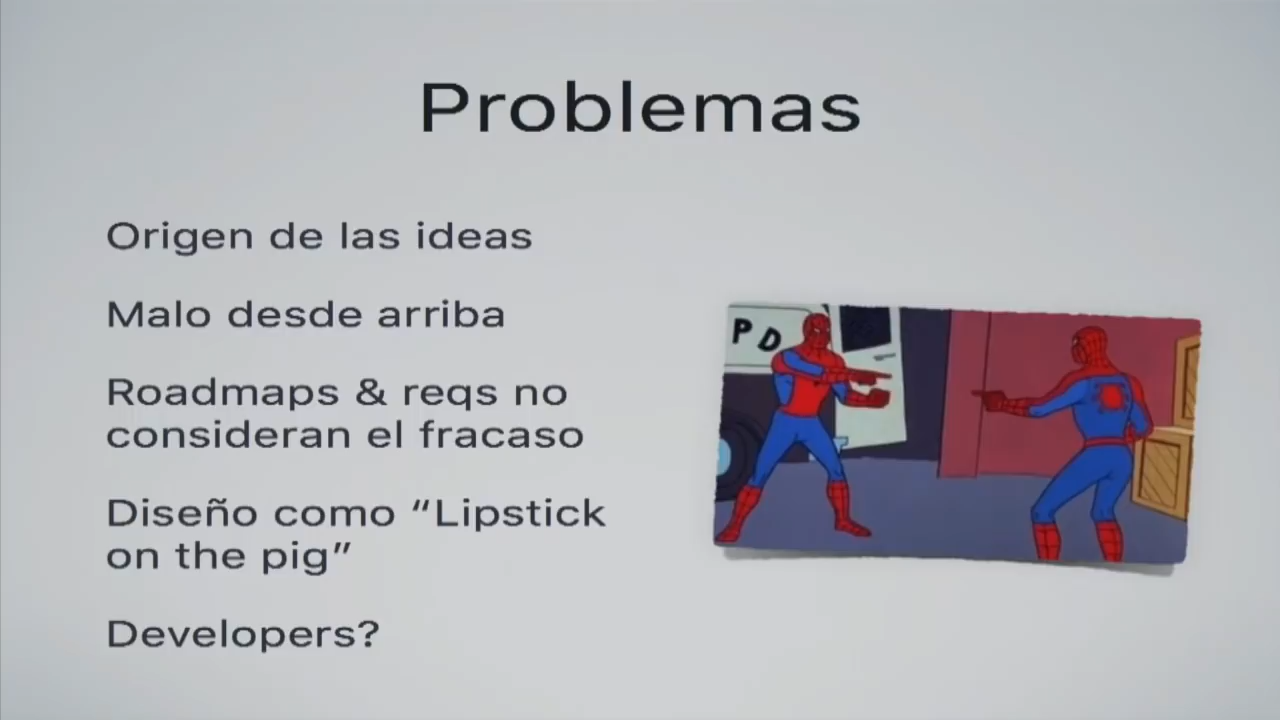 Problemas
Origen de las ideas
Malo desde arriba
Roadmaps & reqs no
consideran el fracaso
Diseño como “Lipstick
on the pig”
Developers?
PD